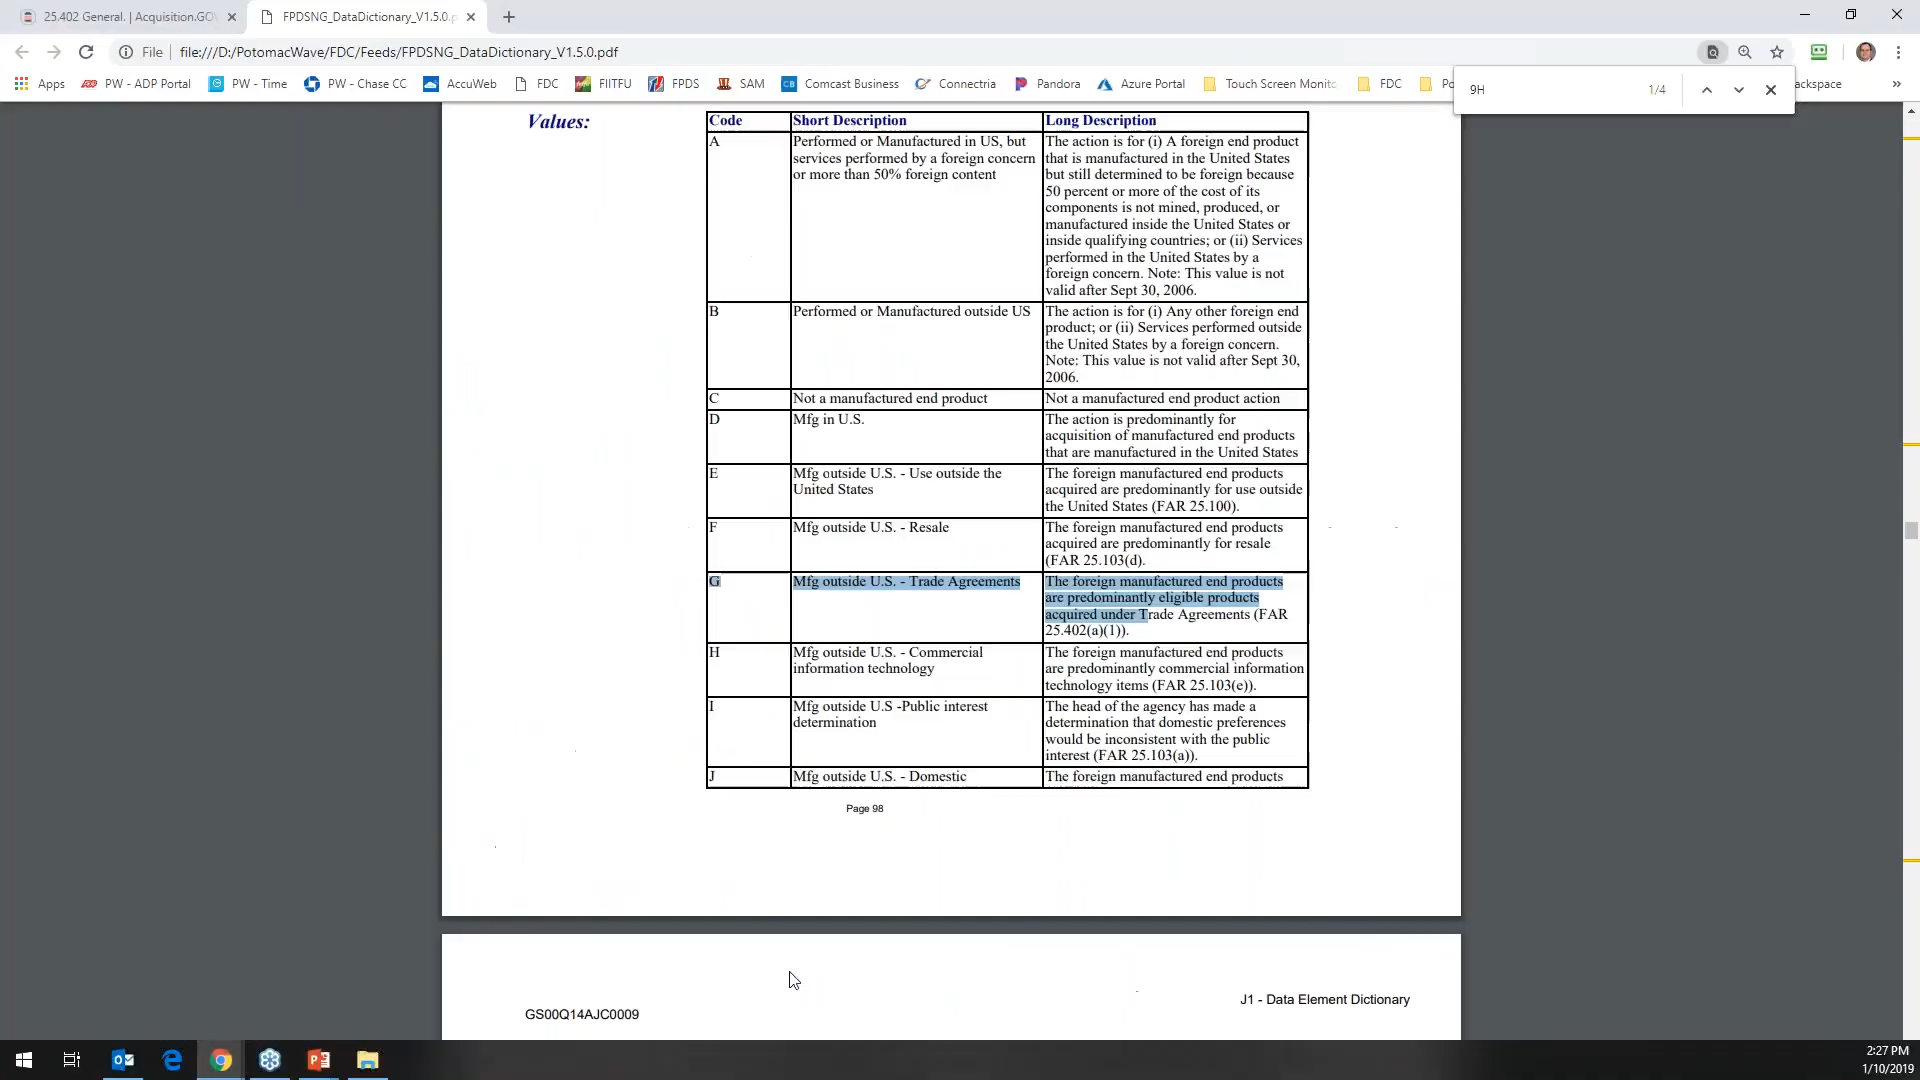 25.402 General. | Acquisition.GO
FPDSNG_DataDictionary_V1.5.0.p
File
file:///D:/PotomacWave/FDC/Feeds/FPDSNG_DataDictionary_V1.5.0.pdf
Apps
PW - ADP Portal
PW - Time
PW - Chase CC
AccuWeb
FDC
FIITFU
FPDS
SAM
Comcast Business
Connectria
Pandora
Azure Portal
Touch Screen Monito
FDC
Po
ackspace
»
9H
1/4
Values:
Code
Short Description
Long Description
A
Performed or Manufactured in US, but
services performed by a foreign concern
or more than 50% foreign content
The action is for (i) A foreign end product
that is manufactured in the United States
but still determined to be foreign because
50 percent or more of the cost of its
components is not mined, produced, or
manufactured inside the United States or
inside qualifying countries; or (ii) Services
performed in the United States by a
foreign concern. Note: This value is not
valid after Sept 30, 2006.
B
Performed or Manufactured outside US
The action is for (i) Any other foreign end
product; or (ii) Services performed outside
the United States by a foreign concern.
Note: This value is not valid after Sept 30,
2006.
C
Not a manufactured end product
Not a manufactured end product action
D
Mfg in U.S.
The action is predominantly for
acquisition of manufactured end products
that are manufactured in the United States
E
Mfg outside U.S. - Use outside the
United States
The foreign manufactured end products
acquired are predominantly for use outside
the United States (FAR 25.100).
F
Mfg outside U.S. - Resale
The foreign manufactured end products
acquired are predominantly for resale
(FAR 25.103(d).
G
Mfg outside U.S. - Trade Agreements
The foreign manufactured end products
are predominantly eligible products
acquired under Trade Agreements (FAR
25.402(a)(1)).
H
Mfg outside U.S. - Commercial
information technology
The foreign manufactured end products
are predominantly commercial information
technology items (FAR 25.103(e)).
I
Mfg outside U.S -Public interest
determination
The head of the agency has made a
determination that domestic preferences
would be inconsistent with the public
interest (FAR 25.103(a)).
J
Mfg outside U.S. - Domestic
The foreign manufactured end products
Page 98
J1 - Data Element Dictionary
GS00Q14AJC0009
2:27 PM
1/10/2019